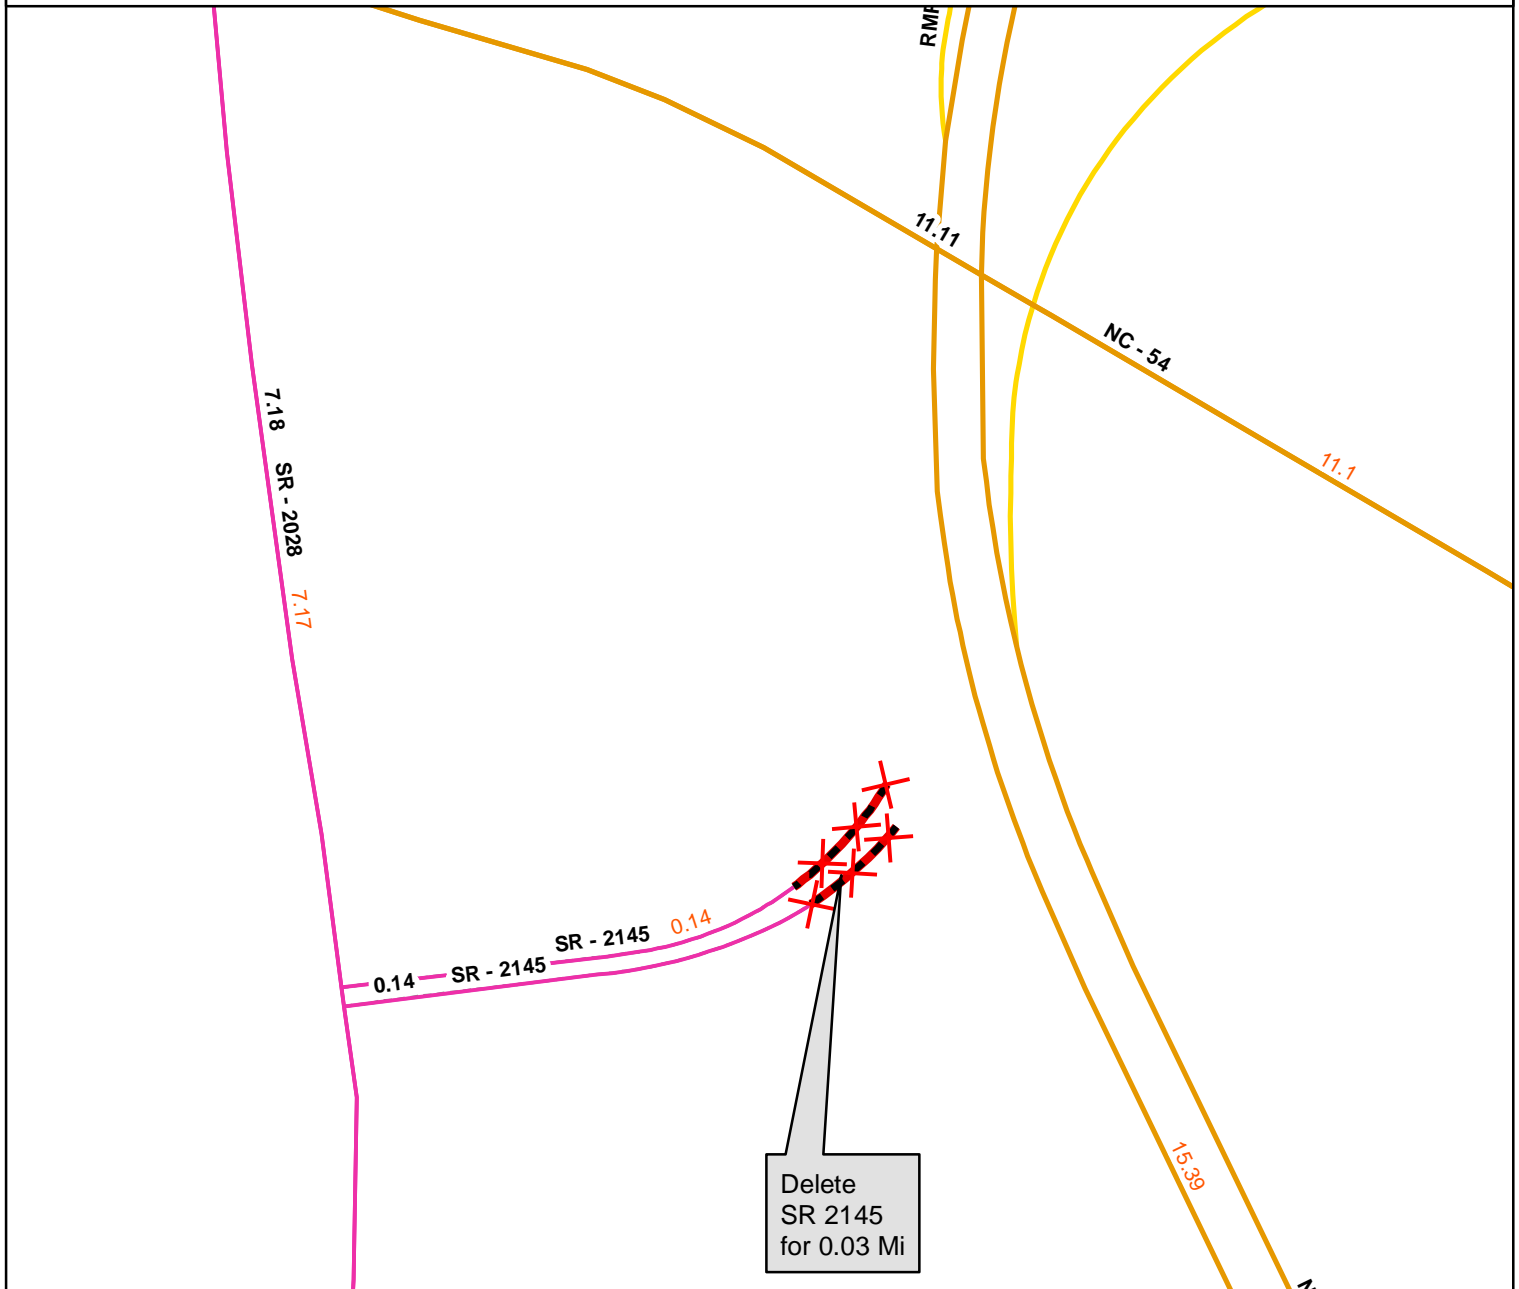 RMP
11.11
NC - 54
11.1
7.18
SR - 2028
7.17
SR - 2145
0.14
0.14
SR - 2145
15.39
Delete
SR 2145
for 0.03 Mi